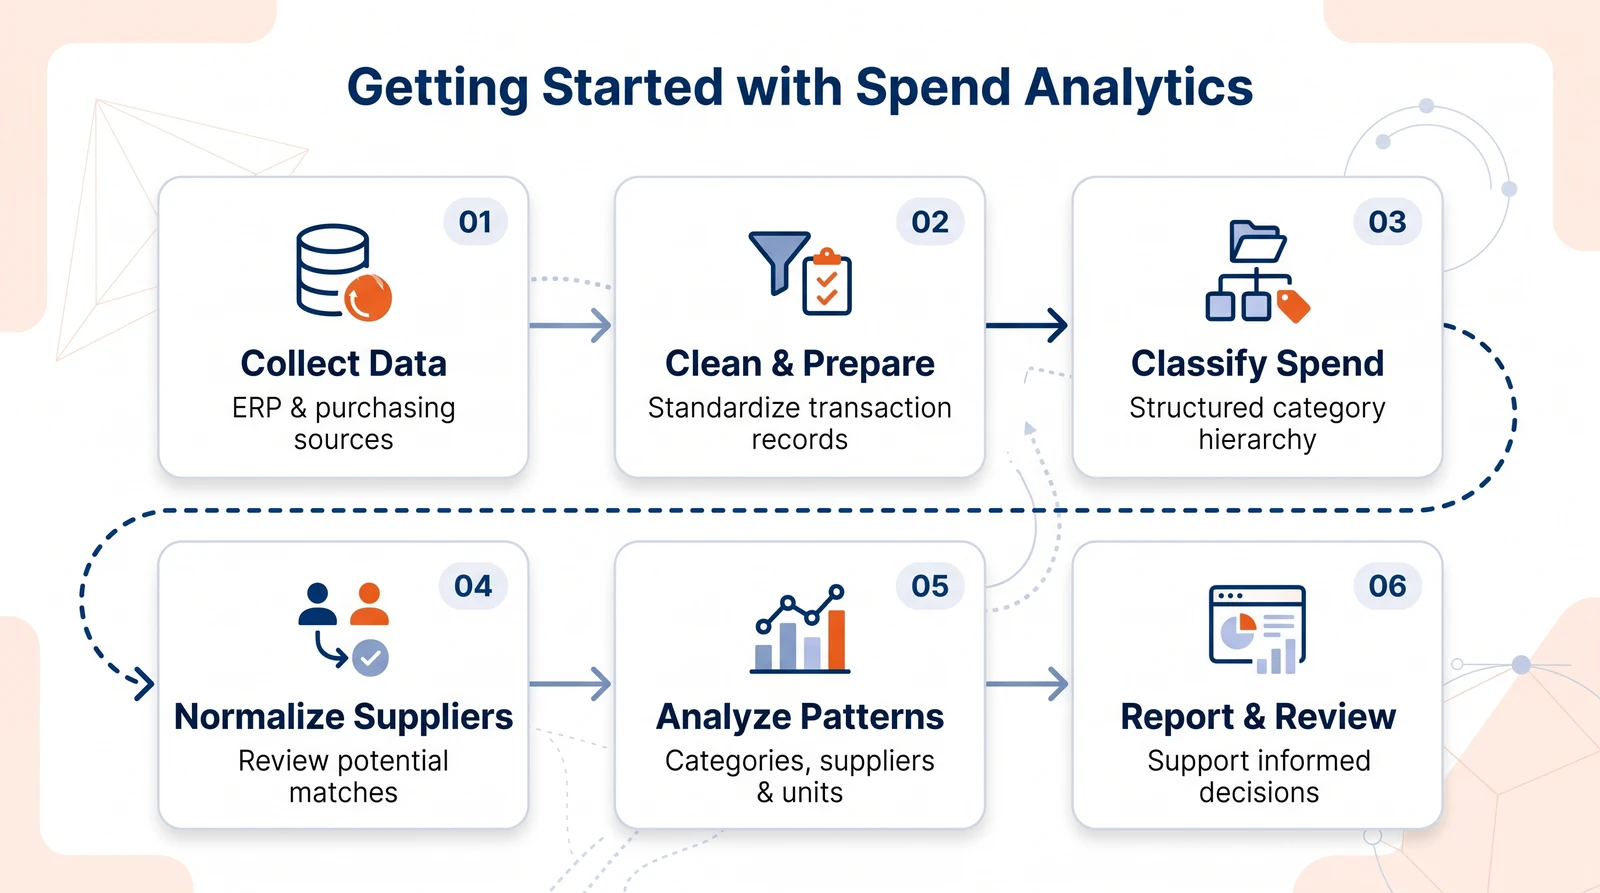 Getting Started with Spend Analytics
01
Collect Data
ERP & purchasing
sources
02
Clean & Prepare
Standardize transaction
records
03
Classify Spend
Structured category
hierarchy
04
Normalize Suppliers
Review potential
matches
05
Analyze Patterns
Categories, suppliers
& units
06
Report & Review
Support informed
decisions